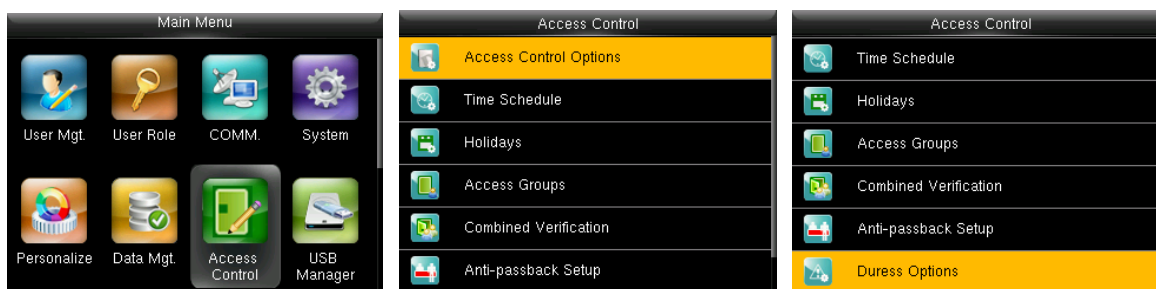 Main Menu
User Mgt.
User Role
COMM.
System
Personalize
Data Mgt.
Access
Control
USB
Manager
Access Control
Access Control Options
Time Schedule
Holidays
Access Groups
Combined Verification
Anti-passback Setup
Access Control
Time Schedule
Holidays
Access Groups
Combined Verification
Anti-passback Setup
Duress Options